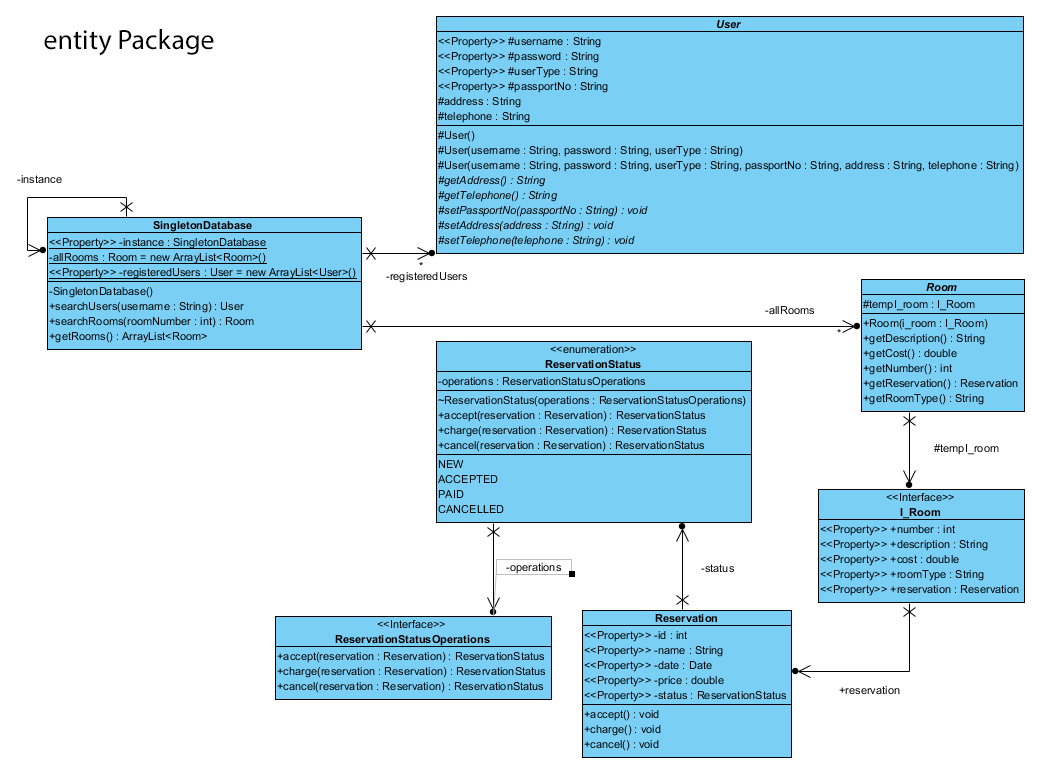 entity Package
User
<<Property>> #username : String
<<Property>> #password : String
<<Property>> #userType : String
<<Property>> #passportNo : String
#address : String
#telephone : String
#User()
#User(username : String, password : String, userType : String)
#User(username : String, password : String, userType : String, passportNo : String, address : String, telephone : String)
#getAddress() : String
#getTelephone() : String
#setPassportNo(passportNo : String) : void
#setAddress(address : String) : void
#setTelephone(telephone : String) : void
-instance
SingletonDatabase
<<Property>> -instance : SingletonDatabase
-allRooms : Room = new ArrayList<Room>()
<<Property>> -registeredUsers : User = new ArrayList<User>()
-SingletonDatabase()
+searchUsers(username : String) : User
+searchRooms(roomNumber : int) : Room
+getRooms() : ArrayList<Room>
*
-registeredUsers
-allRooms
*
Room
#tempI_room : I_Room
+Room(i_room : I_Room)
+getDescription() : String
+getCost() : double
+getNumber() : int
+getReservation() : Reservation
+getRoomType() : String
<<enumeration>>
ReservationStatus
-operations : ReservationStatusOperations
~ReservationStatus(operations : ReservationStatusOperations)
+accept(reservation : Reservation) : ReservationStatus
+charge(reservation : Reservation) : ReservationStatus
+cancel(reservation : Reservation) : ReservationStatus
NEW
ACCEPTED
PAID
CANCELLED
#tempI_room
<<Interface>>
I_Room
<<Property>> +number : int
<<Property>> +description : String
<<Property>> +cost : double
<<Property>> +roomType : String
<<Property>> +reservation : Reservation
-operations
-status
<<Interface>>
ReservationStatusOperations
+accept(reservation : Reservation) : ReservationStatus
+charge(reservation : Reservation) : ReservationStatus
+cancel(reservation : Reservation) : ReservationStatus
Reservation
<<Property>> -id : int
<<Property>> -name : String
<<Property>> -date : Date
<<Property>> -price : double
<<Property>> -status : ReservationStatus
+accept() : void
+charge() : void
+cancel() : void
+reservation